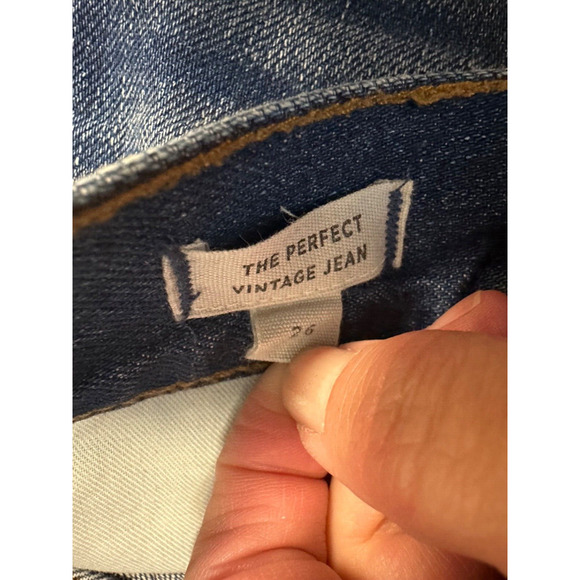 THE PERFECT
VINTAGE JEAN
26